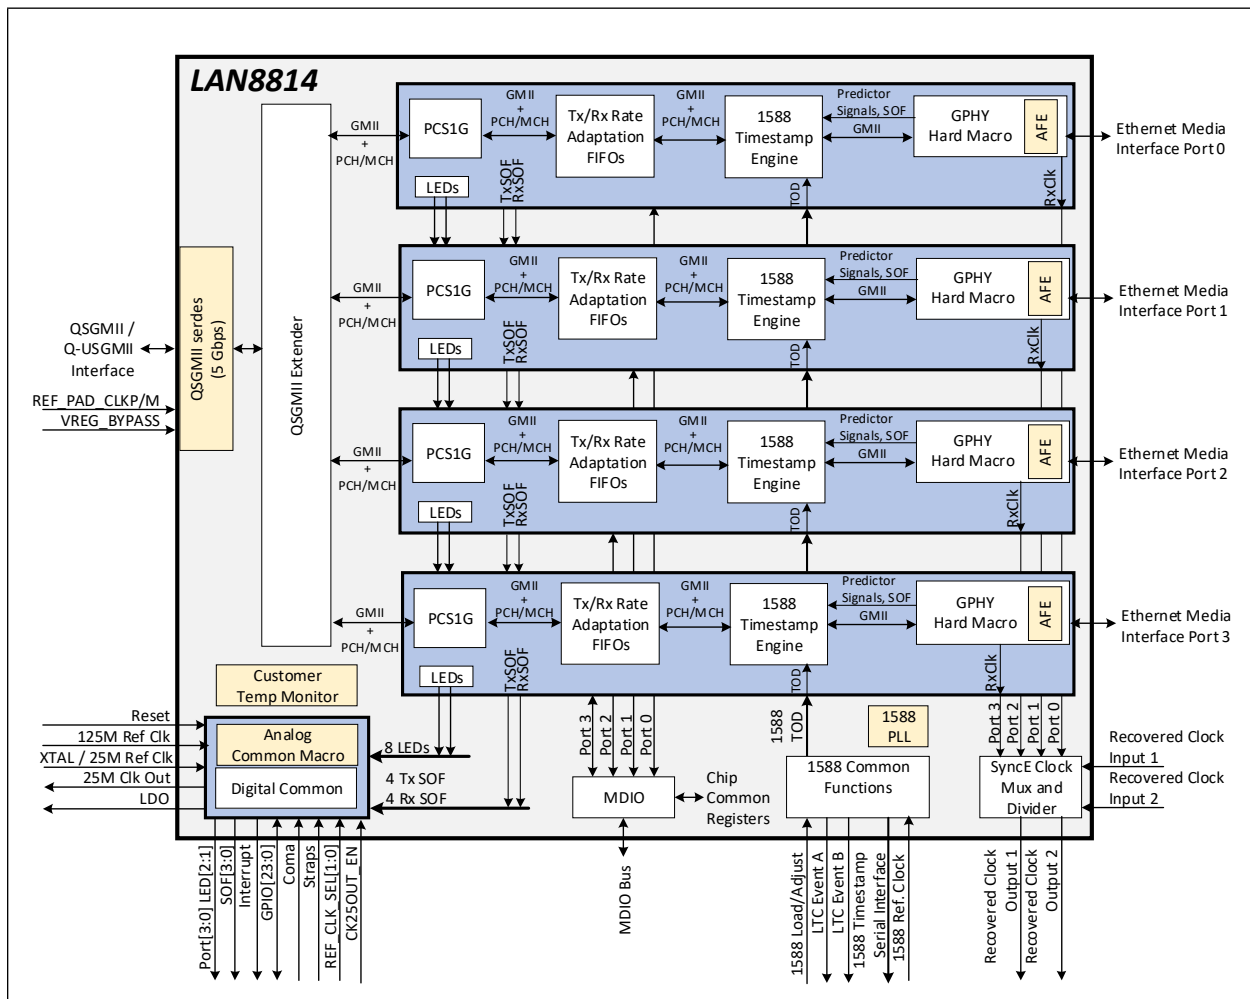 LAN8814
QSGMII /
Q-USGMII
Interface
REF_PAD_CLKP/M
VREG_BYPASS
QSGMII serdes
(5 Gbps)
QSGMII Extender
GMII
+
PCH/MCH
PCS1G
GMII
+
PCH/MCH
Tx/Rx Rate
Adaptation
FIFOs
GMII
+
PCH/MCH
1588
Timestamp
Engine
Predictor
Signals, SOF
GMII
GPHY
Hard Macro
AFE
Ethernet Media
Interface Port 0
LEDs
TxSOF
RxSOF
TOD
RxClk
GMII
+
PCH/MCH
PCS1G
GMII
+
PCH/MCH
Tx/Rx Rate
Adaptation
FIFOs
GMII
+
PCH/MCH
1588
Timestamp
Engine
Predictor
Signals, SOF
GMII
GPHY
Hard Macro
AFE
Ethernet Media
Interface Port 1
LEDs
TxSOF
RxSOF
TOD
RxClk
GMII
+
PCH/MCH
PCS1G
GMII
+
PCH/MCH
Tx/Rx Rate
Adaptation
FIFOs
GMII
+
PCH/MCH
1588
Timestamp
Engine
Predictor
Signals, SOF
GMII
GPHY
Hard Macro
AFE
Ethernet Media
Interface Port 2
LEDs
TxSOF
RxSOF
TOD
RxClk
GMII
+
PCH/MCH
PCS1G
GMII
+
PCH/MCH
Tx/Rx Rate
Adaptation
FIFOs
GMII
+
PCH/MCH
1588
Timestamp
Engine
Predictor
Signals, SOF
GMII
GPHY
Hard Macro
AFE
Ethernet Media
Interface Port 3
LEDs
TxSOF
RxSOF
TOD
RxClk
Customer
Temp Monitor
Reset
125M Ref Clk
XTAL / 25M Ref Clk
25M Clk Out
LDO
Analog
Common Macro
Digital Common
8 LEDs
4 Tx SOF
4 Rx SOF
Port 3
Port 2
Port 1
Port 0
MDIO
Chip
Common
Registers
1588
TOD
1588
PLL
1588 Common
Functions
Port 3
Port 2
Port 1
Port 0
SyncE Clock
Mux and
Divider
Recovered Clock
Input 1
Recovered Clock
Input 2
Port[3:0] LED[2:1]
SOF[3:0]
Interrupt
GPIO[23:0]
Coma
Straps
REF_CLK_SEL[1:0]
CK25OUT_EN
MDIO Bus
1588 Load/Adjust
LTC Event A
LTC Event B
1588 Timestamp
Serial Interface
1588 Ref. Clock
Recovered Clock
Output 1
Recovered Clock
Output 2